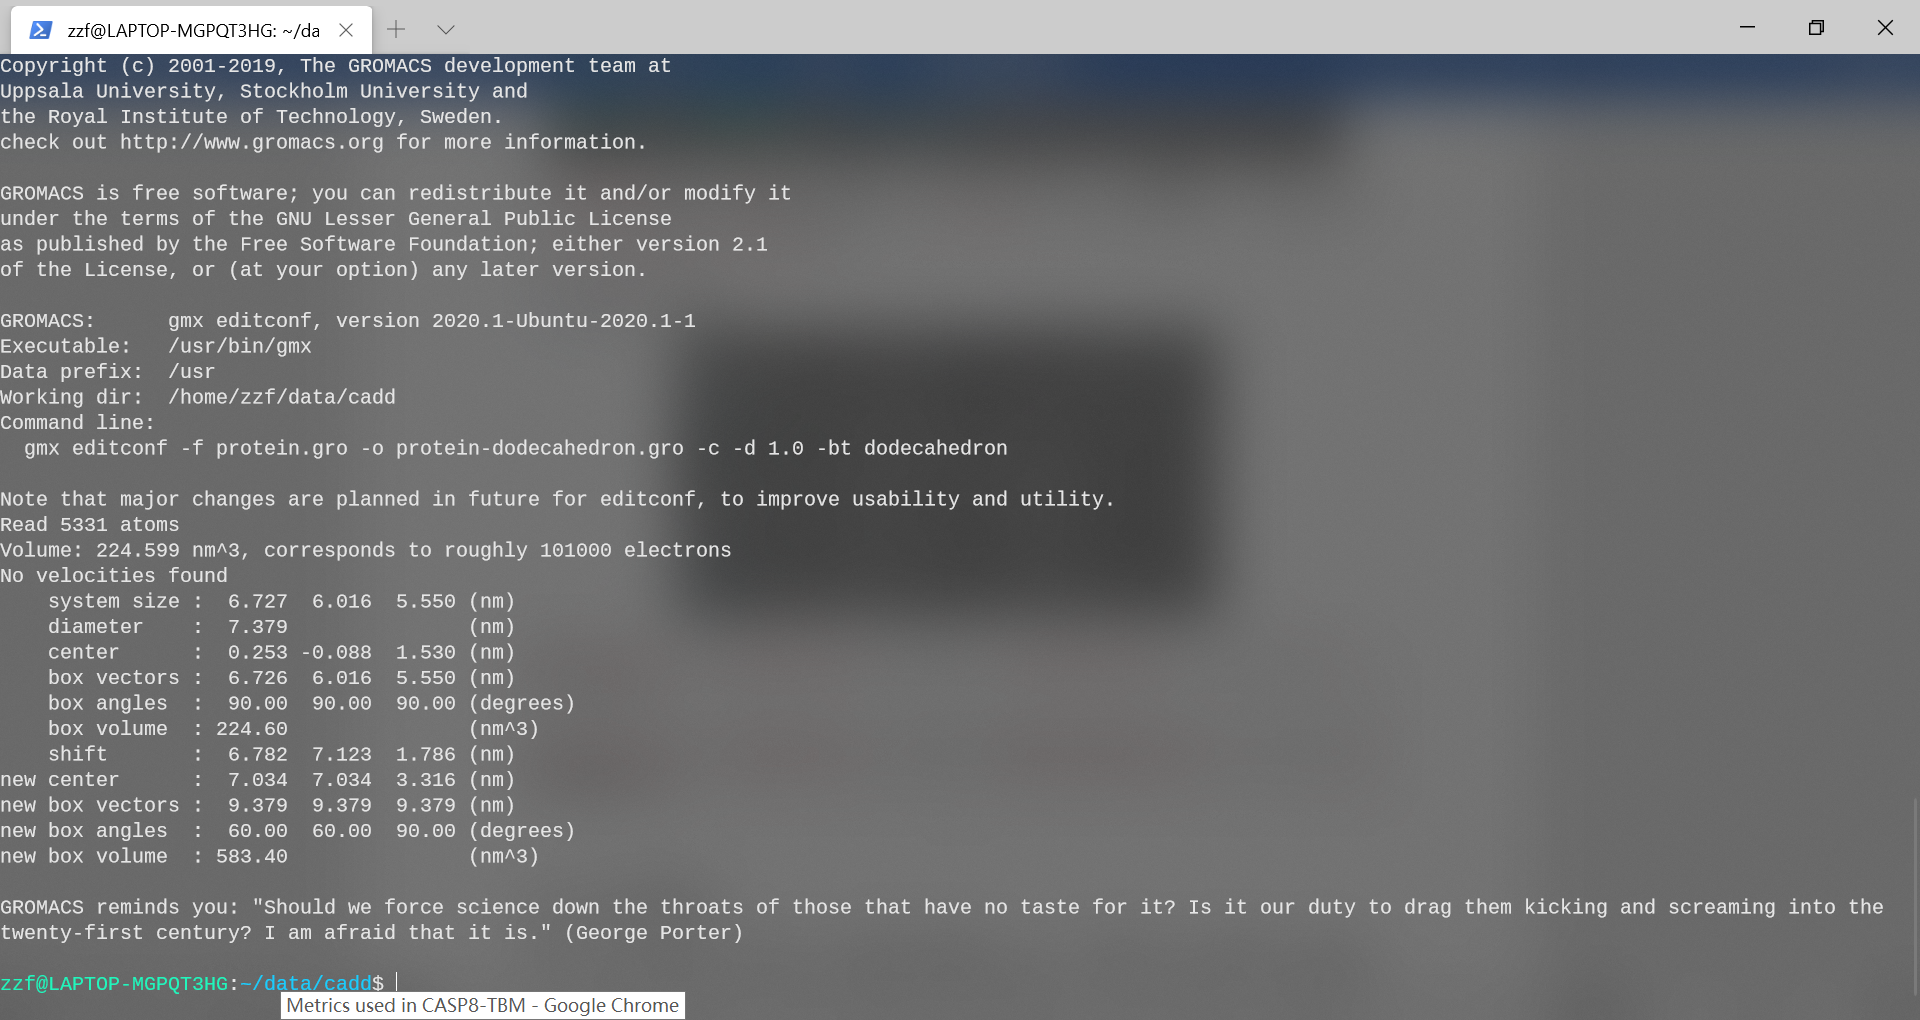 zzf@LAPTOP-MGPQT3HG: ~/da
Copyright (c) 2001-2019, The GROMACS development team at
Uppsala University, Stockholm University and
the Royal Institute of Technology, Sweden.
check out http://www.gromacs.org for more information.

GROMACS is free software; you can redistribute it and/or modify it
under the terms of the GNU Lesser General Public License
as published by the Free Software Foundation; either version 2.1
of the License, or (at your option) any later version.

GROMACS:      gmx editconf, version 2020.1-Ubuntu-2020.1-1
Executable:   /usr/bin/gmx
Data prefix:  /usr
Working dir:  /home/zzf/data/cadd
Command line:
  gmx editconf -f protein.gro -o protein-dodecahedron.gro -c -d 1.0 -bt dodecahedron

Note that major changes are planned in future for editconf, to improve usability and utility.
Read 5331 atoms
Volume: 224.599 nm^3, corresponds to roughly 101000 electrons
No velocities found
    system size :  6.727  6.016  5.550 (nm)
    diameter    :  7.379               (nm)
    center      :  0.253 -0.088  1.530 (nm)
    box vectors :  6.726  6.016  5.550 (nm)
    box angles  :  90.00  90.00  90.00 (degrees)
    box volume  : 224.60               (nm^3)
    shift       :  6.782  7.123  1.786 (nm)
new center      :  7.034  7.034  3.316 (nm)
new box vectors :  9.379  9.379  9.379 (nm)
new box angles  :  60.00  60.00  90.00 (degrees)
new box volume  : 583.40               (nm^3)

GROMACS reminds you: "Should we force science down the throats of those that have no taste for it? Is it our duty to drag them kicking and screaming into the
twenty-first century? I am afraid that it is." (George Porter)

zzf@LAPTOP-MGPQT3HG:~/data/cadd$
Metrics used in CASP8-TBM - Google Chrome